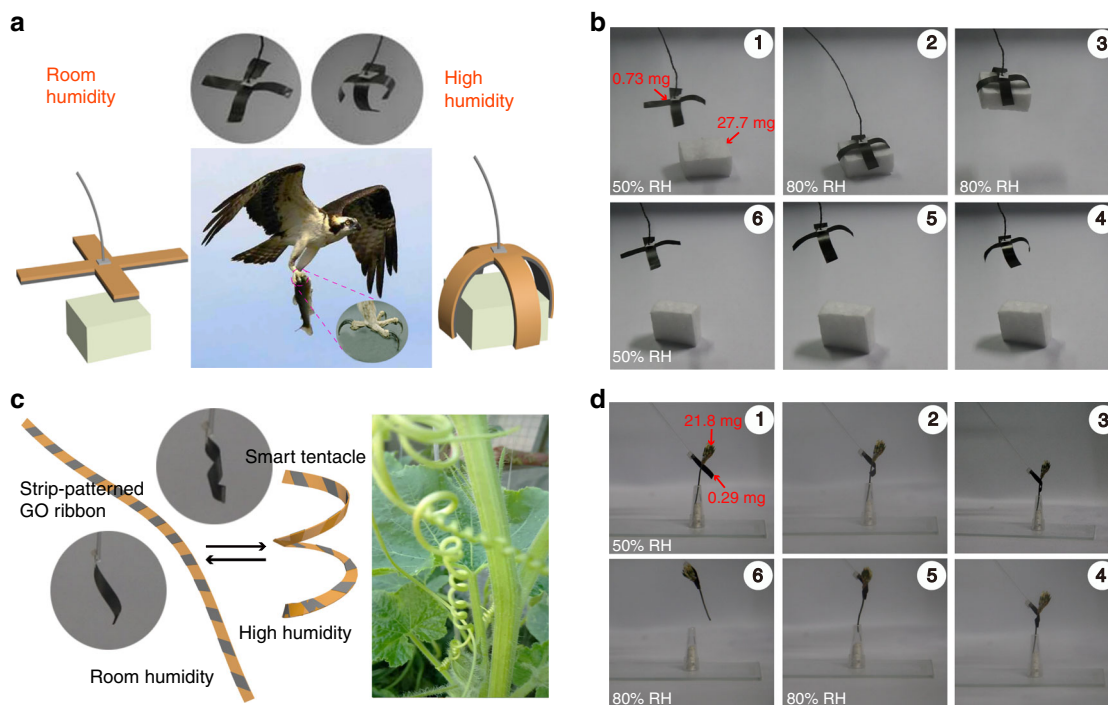 a
Room
humidity
High
humidity
b
1
0.73 mg
27.7 mg
50% RH
2
80% RH
3
80% RH
6
50% RH
5
4
c
Strip-patterned
GO ribbon
Smart tentacle
High humidity
Room humidity
d
1
21.8 mg
0.29 mg
50% RH
2
3
6
80% RH
5
80% RH
4